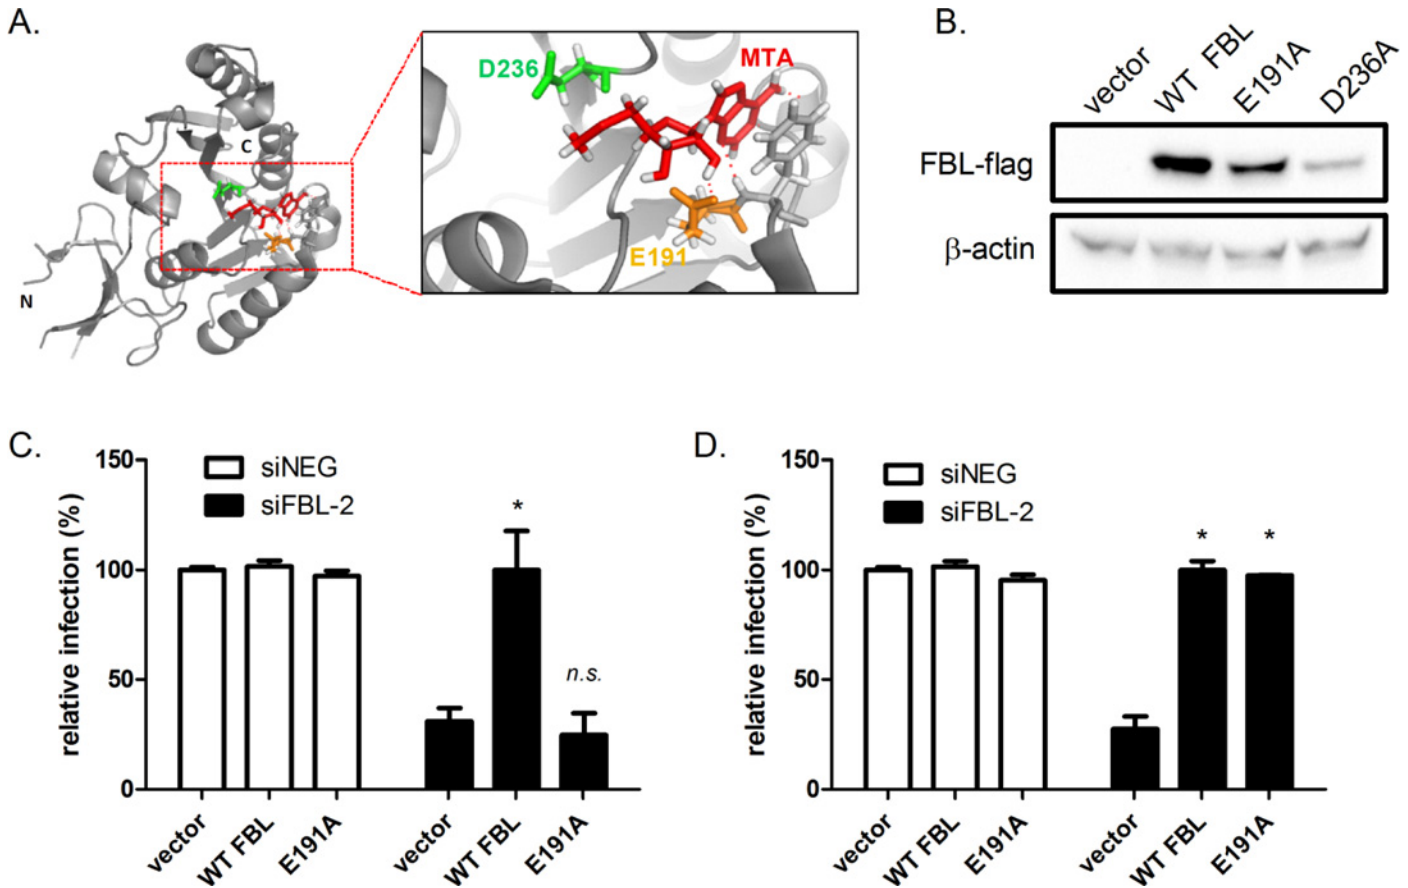 A.
C
N
D236
MTA
E191
B.
vector
WT FBL
E191A
D236A
FBL-flag
β-actin
C.
siNEG
siFBL-2
relative infection (%)
150
100
50
0
*
n.s.
vector
WT FBL
E191A
vector
WT FBL
E191A
D.
siNEG
siFBL-2
relative infection (%)
150
100
50
0
*
*
vector
WT FBL
E191A
vector
WT FBL
E191A